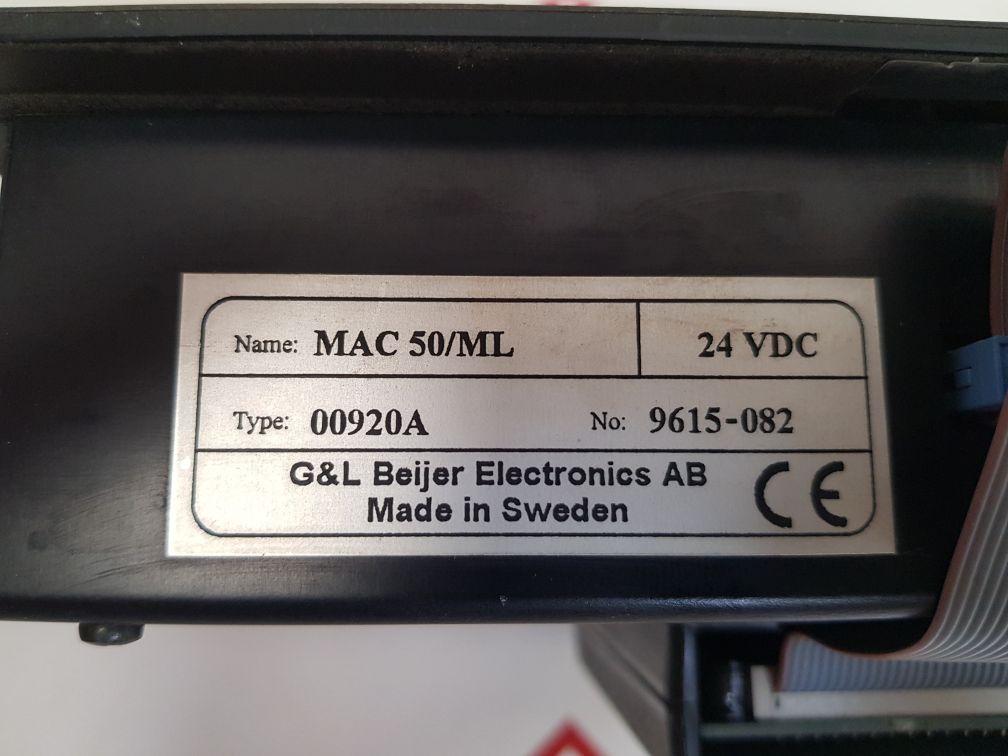 Name: MAC 50/ML 24 VDC
Type: 00920A No: 9615-082
G&L Beijer Electronics AB
Made in Sweden CE